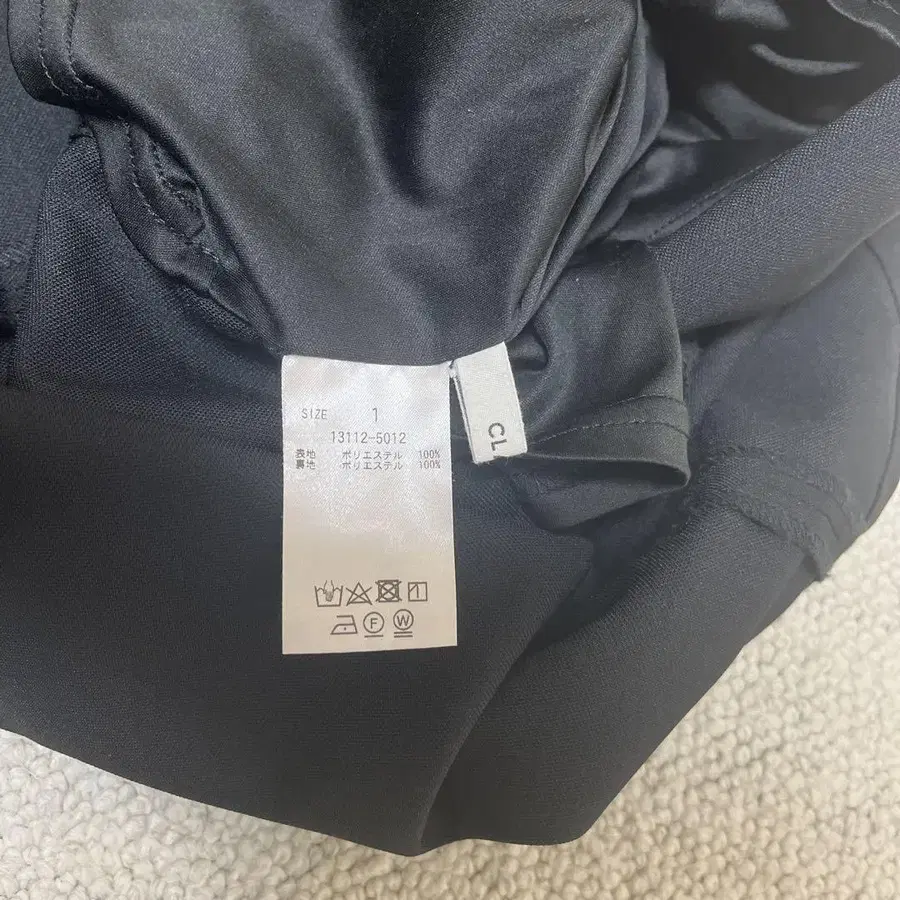 SIZE 1
13112-5012
表地 ポリエステル 100%
裏地 ポリエステル 100%
F W
CL